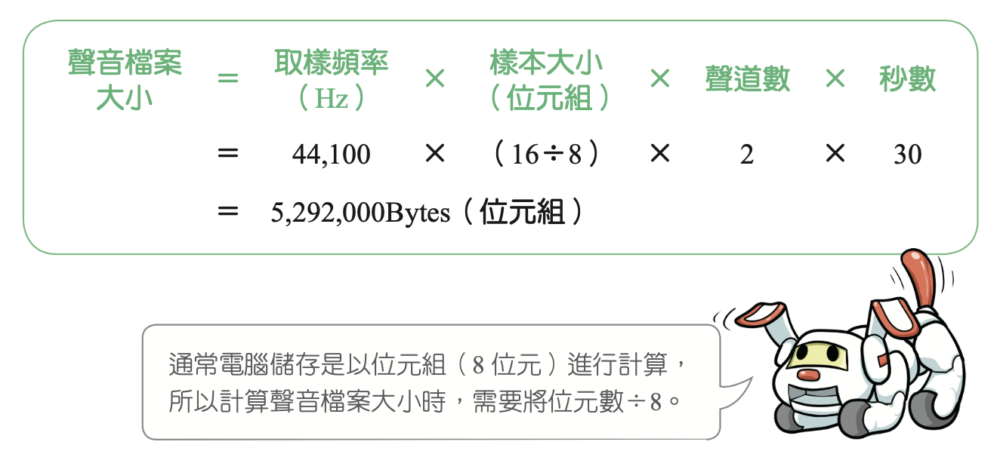 聲音檔案大小 = 取樣頻率（Hz） × 樣本大小（位元組） × 聲道數 × 秒數
= 44,100 × （16÷8） × 2 × 30
= 5,292,000Bytes（位元組）
通常電腦儲存是以位元組（8 位元）進行計算，
所以計算聲音檔案大小時，需要將位元數÷8。